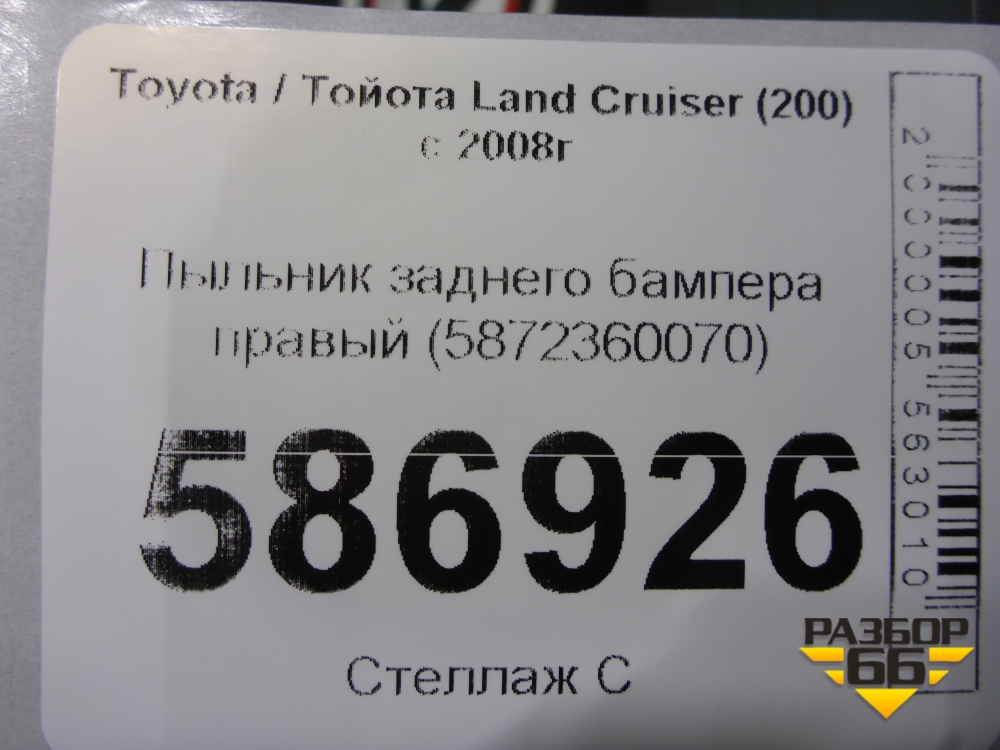 Toyota / Тойота Land Cruiser (200)
с 2008г
Пыльник заднего бампера
правый (5872360070)
586926
Стеллаж С
2000005563010
РАЗБОР
66